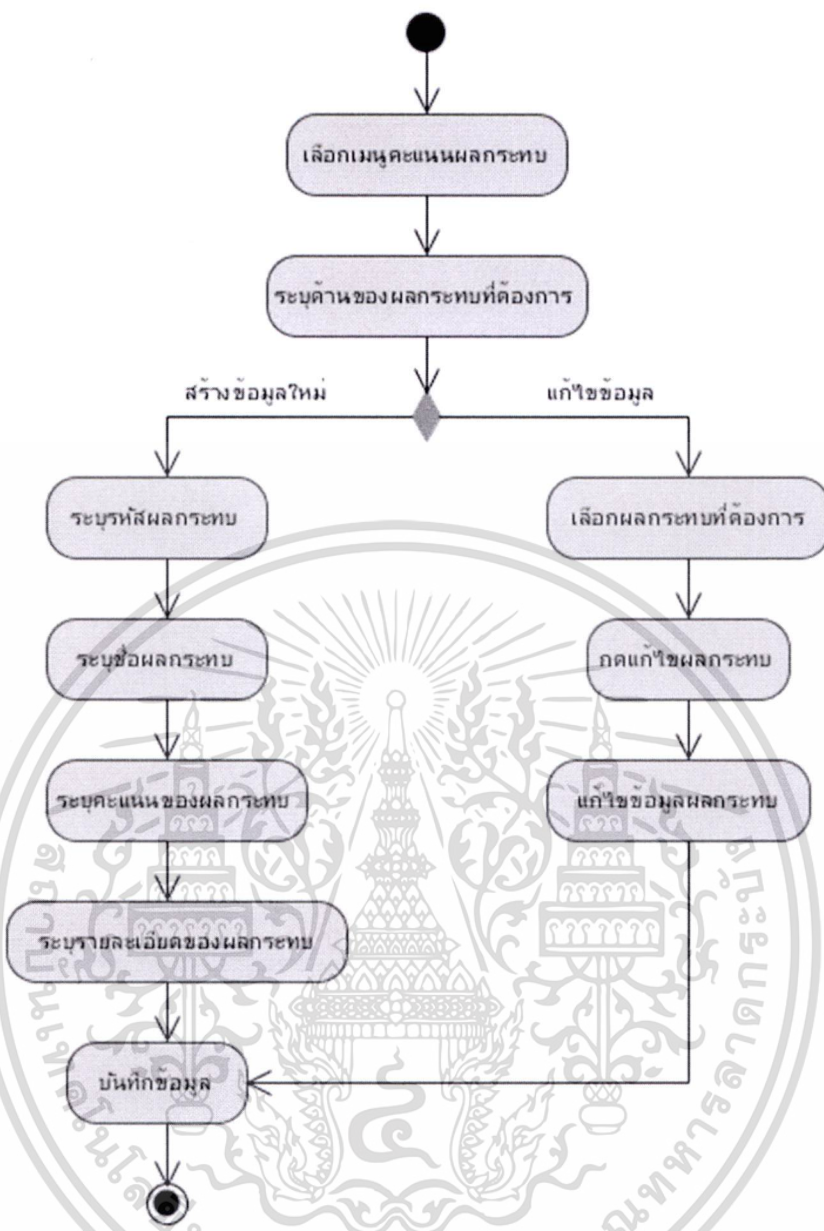 เลือกเมนูคะแนนผลกระทบ
ระบุด้านของผลกระทบที่ต้องการ
สร้างข้อมูลใหม่
แก้ไขข้อมูล
ระบุรหัสผลกระทบ
เลือกผลกระทบที่ต้องการ
ระบุชื่อผลกระทบ
กดแก้ไขผลกระทบ
ระบุคะแนนของผลกระทบ
แก้ไขข้อมูลผลกระทบ
ระบุรายละเอียดของผลกระทบ
บันทึกข้อมูล